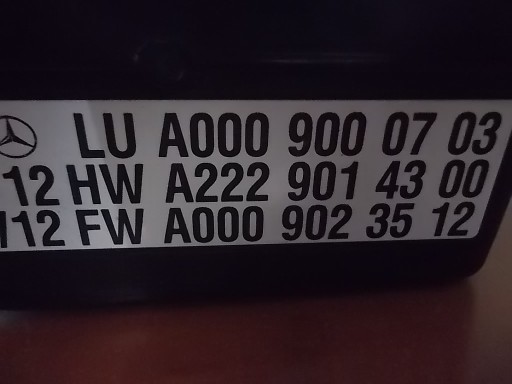 LU A000 900 07 03
12 HW A222 901 43 00
/12 FW A000 902 35 12